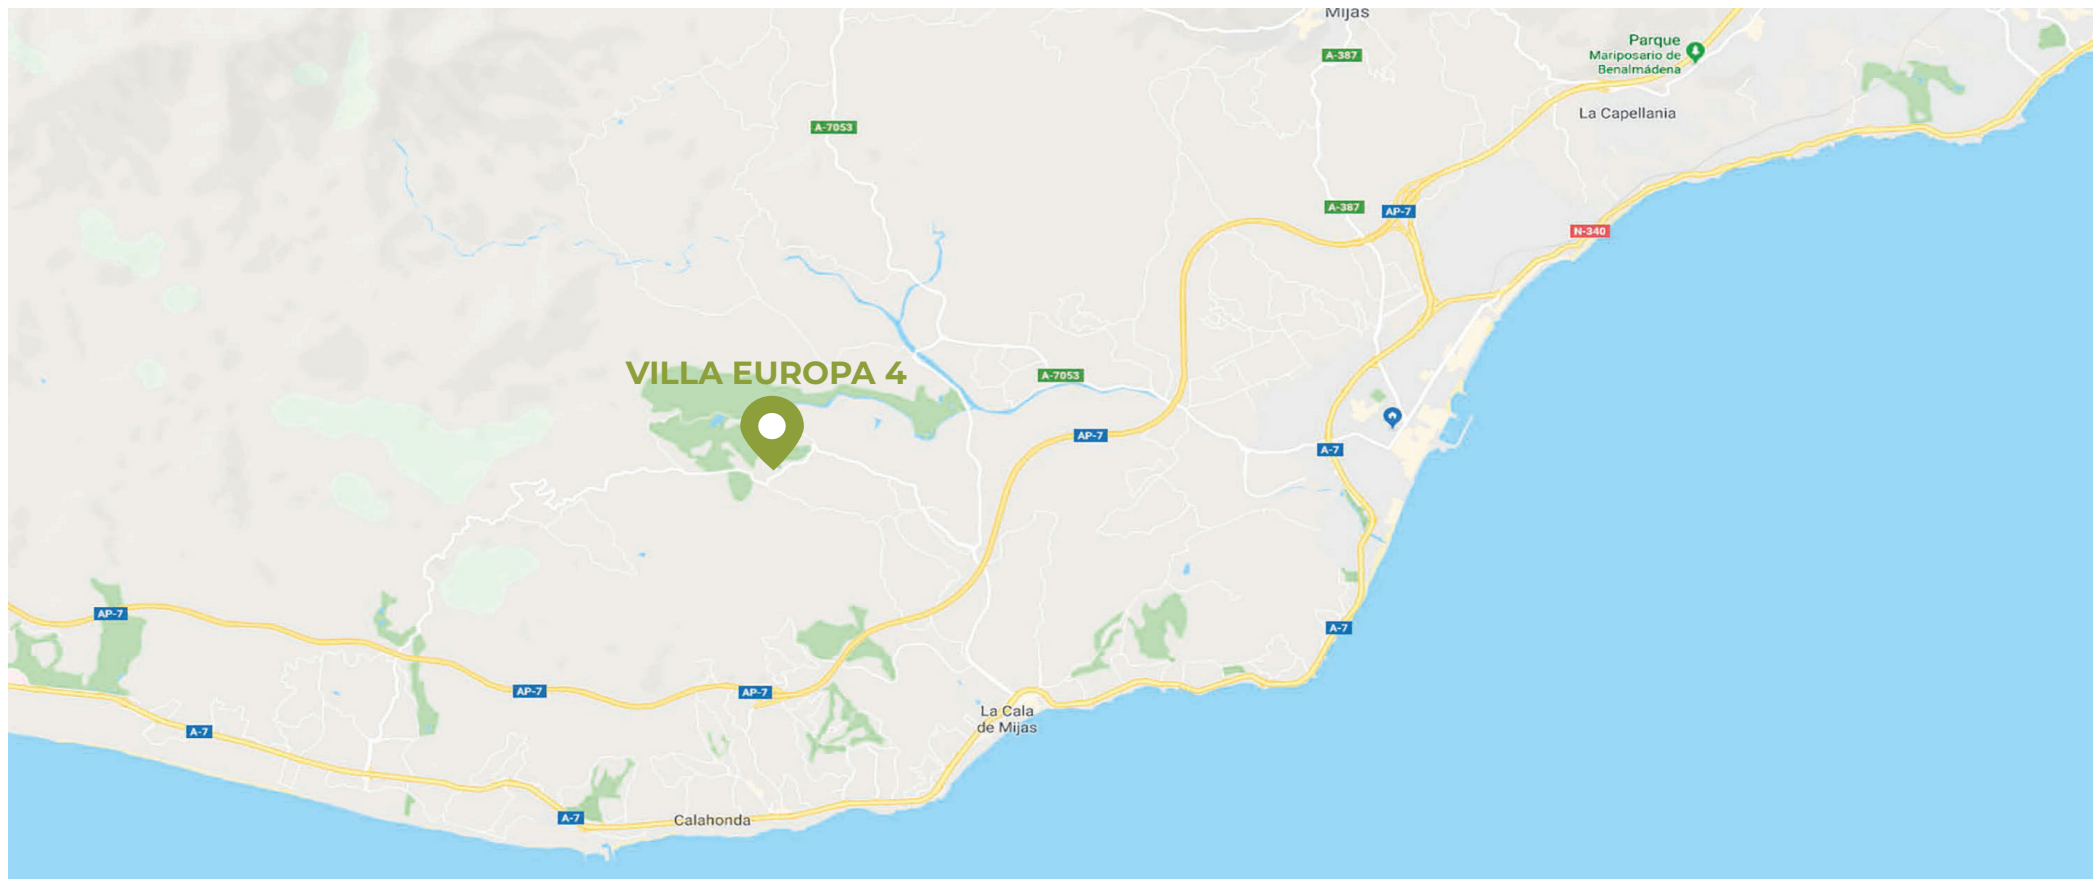 Mijas
A-387
Parque
Mariposario de
Benalmádena
La Capellania
A-7053
A-387
AP-7
N-340
VILLA EUROPA 4
A-7053
AP-7
A-7
AP-7
A-7
AP-7
AP-7
La Cala
de Mijas
A-7
A-7
Calahonda